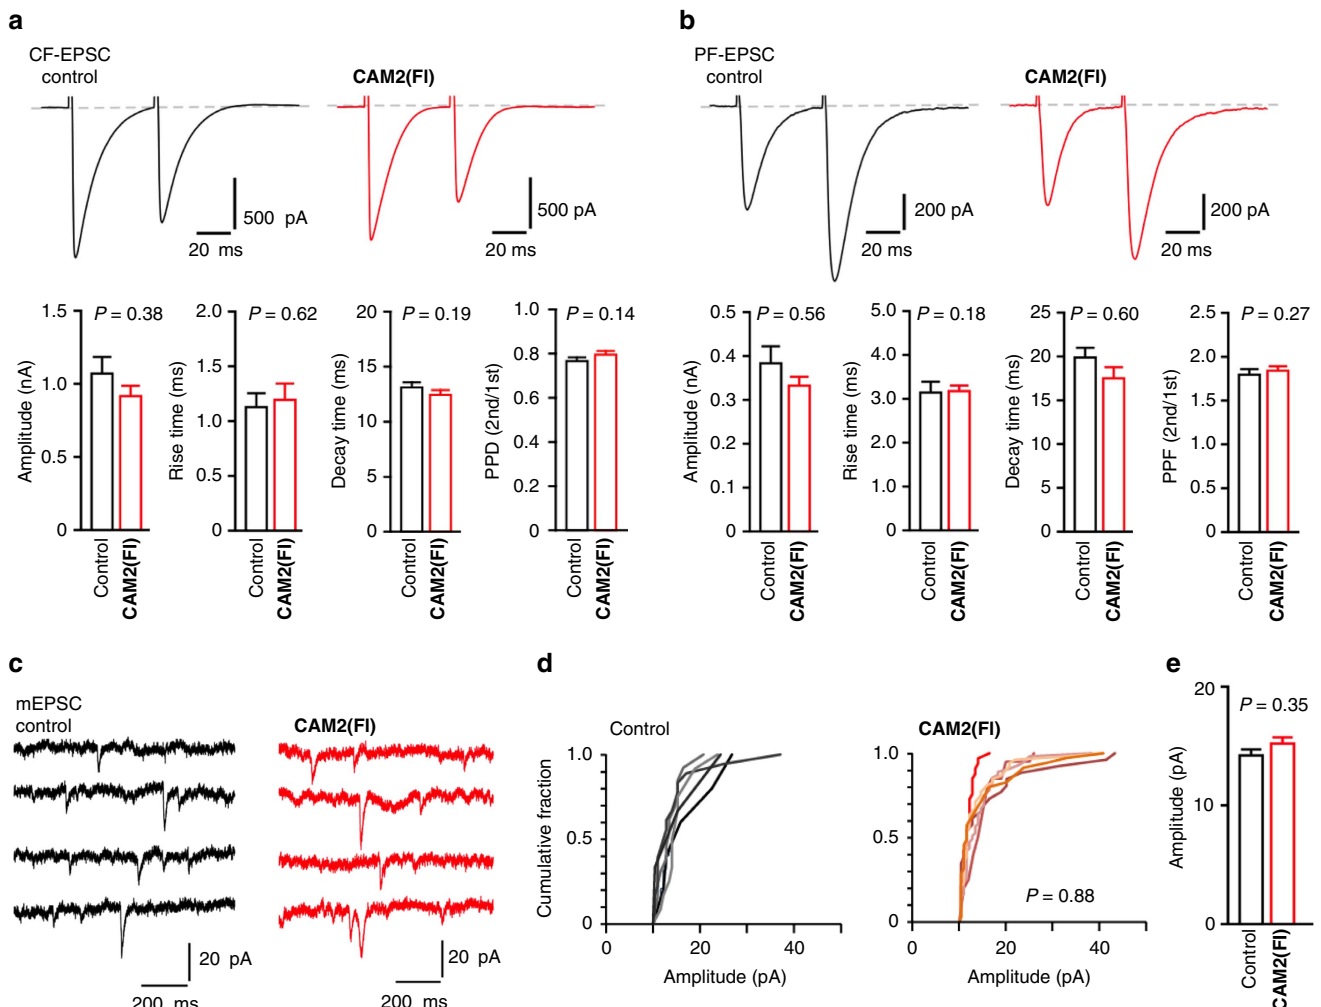 a
CF-EPSC
control
CAM2(FI)
500 pA
20 ms
500 pA
20 ms
b
PF-EPSC
control
CAM2(FI)
200 pA
20 ms
200 pA
20 ms
1.5
1.0
0.5
0
Amplitude (nA)
P = 0.38
Control
CAM2(FI)
2.0
1.5
1.0
0.5
0
Rise time (ms)
P = 0.62
Control
CAM2(FI)
20
15
10
5
0
Decay time (ms)
P = 0.19
Control
CAM2(FI)
1.0
0.8
0.6
0.4
0.2
0
PPD (2nd/1st)
P = 0.14
Control
CAM2(FI)
0.5
0.4
0.3
0.2
0.1
0
Amplitude (nA)
P = 0.56
Control
CAM2(FI)
5.0
4.0
3.0
2.0
1.0
0
Rise time (ms)
P = 0.18
Control
CAM2(FI)
25
20
15
10
5
0
Decay time (ms)
P = 0.60
Control
CAM2(FI)
2.5
2.0
1.5
1.0
0.5
0
PPF (2nd/1st)
P = 0.27
Control
CAM2(FI)
c
mEPSC
control
CAM2(FI)
20 pA
200 ms
20 pA
200 ms
d
Control
1.0
0.5
0
Cumulative fraction
0
20
40
Amplitude (pA)
CAM2(FI)
1.0
0.5
0
P = 0.88
0
20
40
Amplitude (pA)
e
20
10
0
Amplitude (pA)
P = 0.35
Control
CAM2(FI)